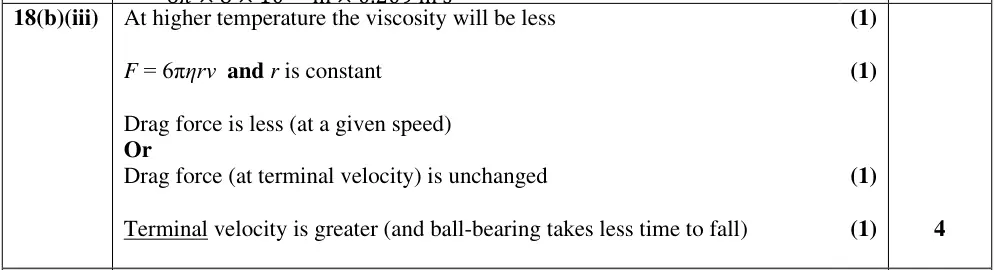 18(b)(iii) At higher temperature the viscosity will be less (1)
F = 6πηrv and r is constant (1)
Drag force is less (at a given speed)
Or
Drag force (at terminal velocity) is unchanged (1)
Terminal velocity is greater (and ball-bearing takes less time to fall) (1) 4